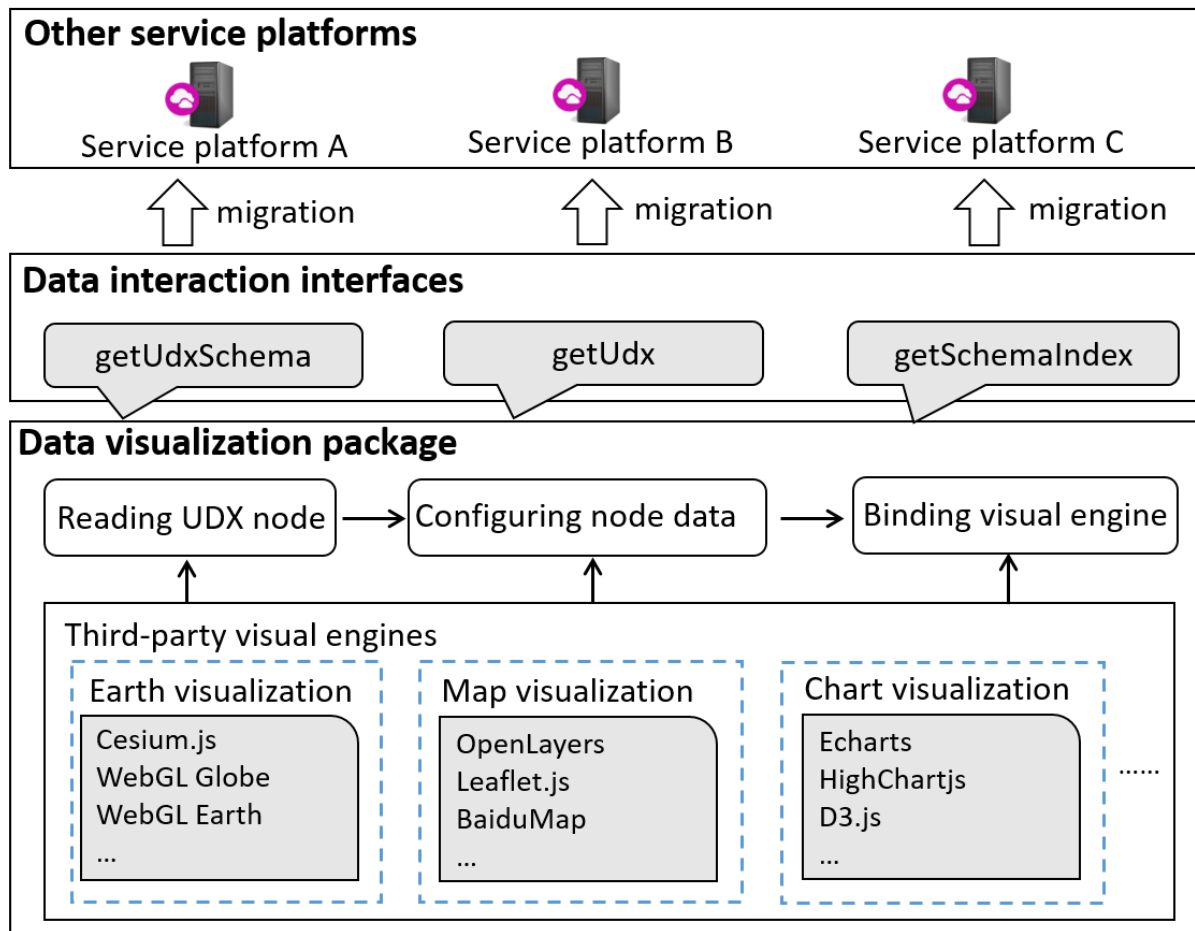 Other service platforms
Service platform A
Service platform B
Service platform C
migration
migration
migration
Data interaction interfaces
getUdxSchema
getUdx
getSchemaIndex
Data visualization package
Reading UDX node
Configuring node data
Binding visual engine
Third-party visual engines
Earth visualization
Cesium.js
WebGL Globe
WebGL Earth
...
Map visualization
OpenLayers
Leaflet.js
BaiduMap
...
Chart visualization
Echarts
HighChartjs
D3.js
...
......